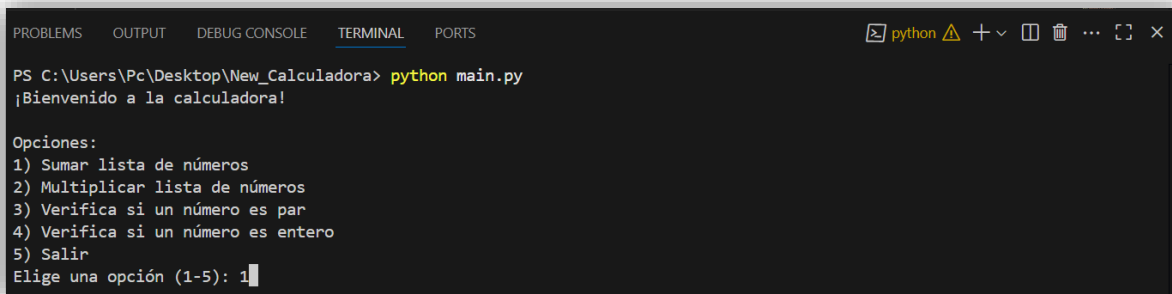 PROBLEMS OUTPUT DEBUG CONSOLE TERMINAL PORTS python
PS C:\Users\Pc\Desktop\New_Calculadora> python main.py
¡Bienvenido a la calculadora!
Opciones:
1) Sumar lista de números
2) Multiplicar lista de números
3) Verifica si un número es par
4) Verifica si un número es entero
5) Salir
Elige una opción (1-5): 1